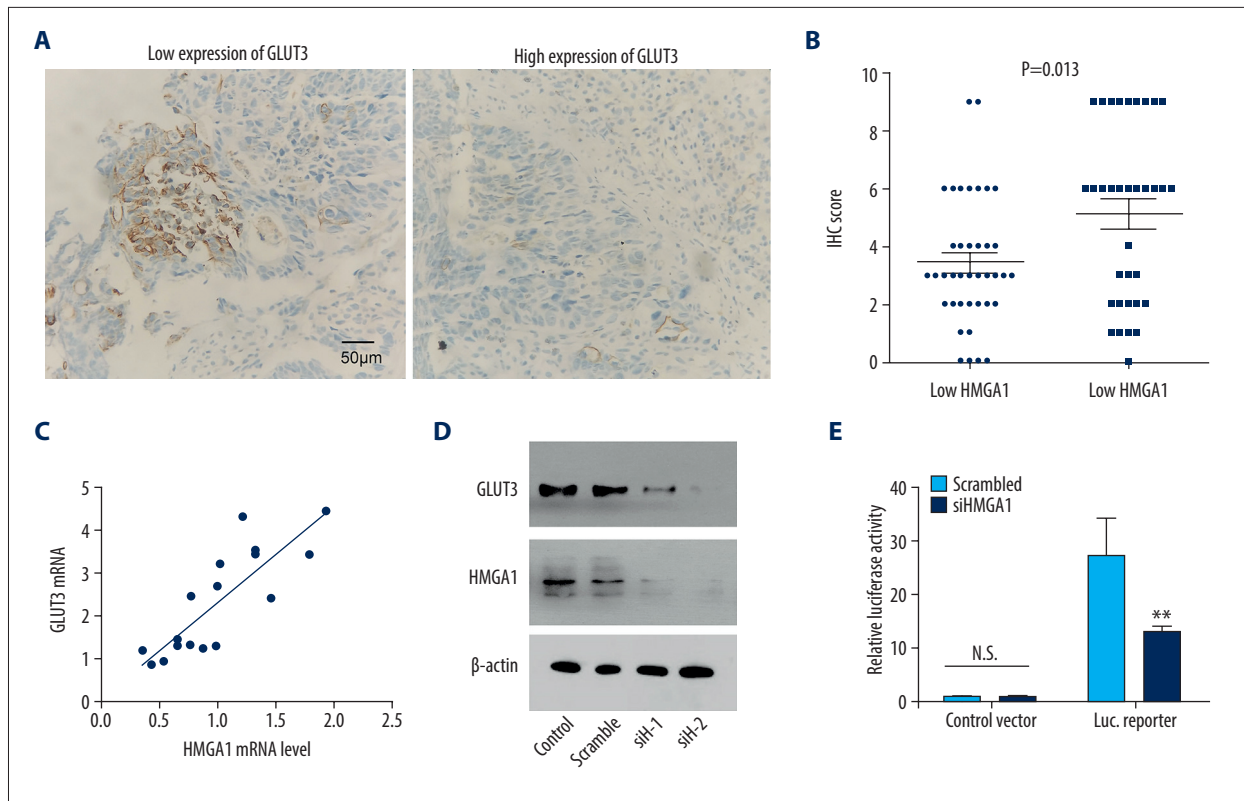 A
Low expression of GLUT3
High expression of GLUT3
50µm
B
P=0.013
10
8
6
4
2
0
IHC score
Low HMGA1
Low HMGA1
C
5
4
3
2
1
0
GLUT3 mRNA
0.0
0.5
1.0
1.5
2.0
2.5
HMGA1 mRNA level
D
GLUT3
HMGA1
β-actin
Control
Scramble
siH-1
siH-2
E
Scrambled
siHMGA1
40
30
20
10
0
Relative luciferase activity
N.S.
**
Control vector
Luc. reporter